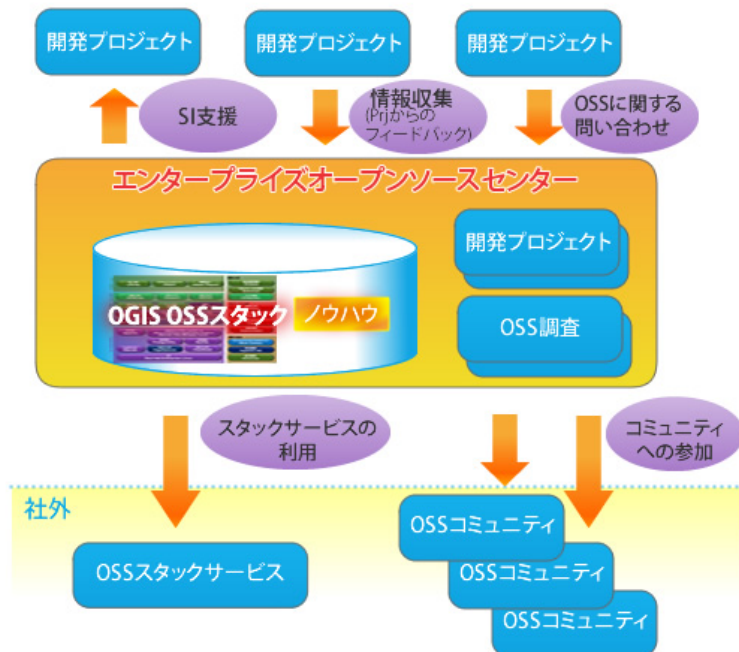 開発プロジェクト
開発プロジェクト
開発プロジェクト
SI支援
情報収集
(Prjからの
フィードバック)
OSSに関する
問い合わせ
エンタープライズオープンソースセンター
OGIS OSSスタック
ノウハウ
開発プロジェクト
OSS調査
スタックサービスの
利用
コミュニティ
への参加
社外
OSSスタックサービス
OSSコミュニティ
OSSコミュニティ
OSSコミュニティ